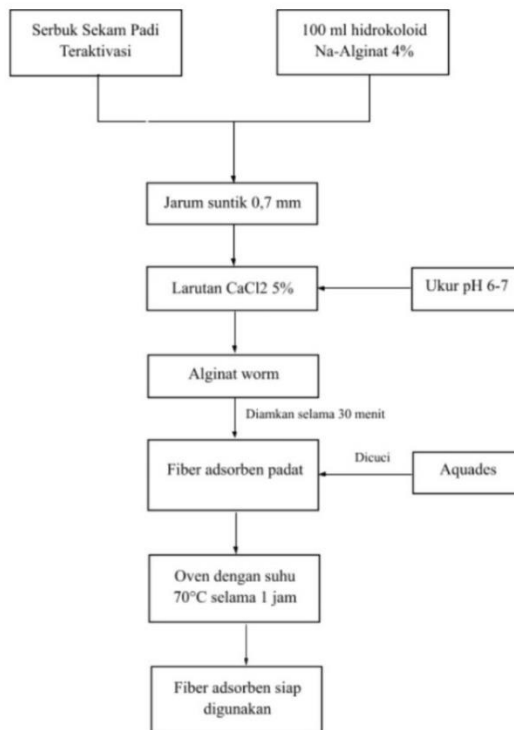 Serbuk Sekam Padi
Teraktivasi
100 ml hidrokoloid
Na-Alginat 4%
Jarum suntik 0,7 mm
Larutan CaCl2 5%
Ukur pH 6-7
Alginat worm
Diamkan selama 30 menit
Fiber adsorben padat
Dicuci
Aquades
Oven dengan suhu
70°C selama 1 jam
Fiber adsorben siap
digunakan